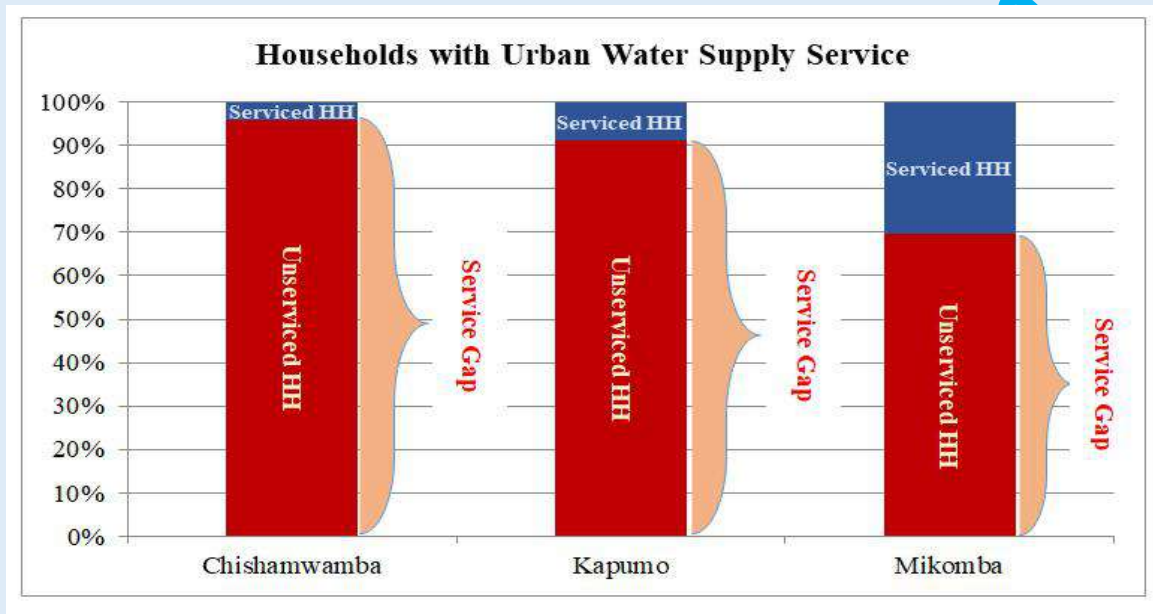 Households with Urban Water Supply Service
100%
90%
80%
70%
60%
50%
40%
30%
20%
10%
0%
Serviced HH
Unserviced HH
Service Gap
Serviced HH
Unserviced HH
Service Gap
Serviced HH
Unserviced HH
Service Gap
Chishamwamba
Kapumo
Mikomba